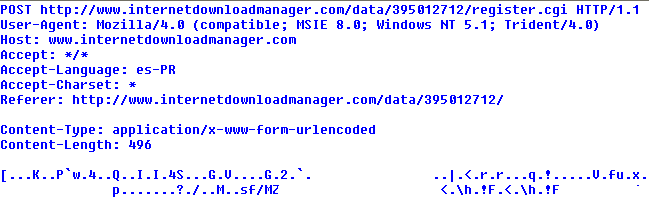 POST http://www.internetdownloadmanager.com/data/395012712/register.cgi HTTP/1.1
User-Agent: Mozilla/4.0 (compatible; MSIE 8.0; Windows NT 5.1; Trident/4.0)
Host: www.internetdownloadmanager.com
Accept: */*
Accept-Language: es-PR
Accept-Charset: *
Referer: http://www.internetdownloadmanager.com/data/395012712/
Content-Type: application/x-www-form-urlencoded
Content-Length: 496
[...K..P`w.4..Q..I.I.4S...G.V....G.2.`. ..|.<.r.r...q.!.....V.fu.x.
p.......?./..M..sf/MZ <.\h.!F.<.\h.!F `